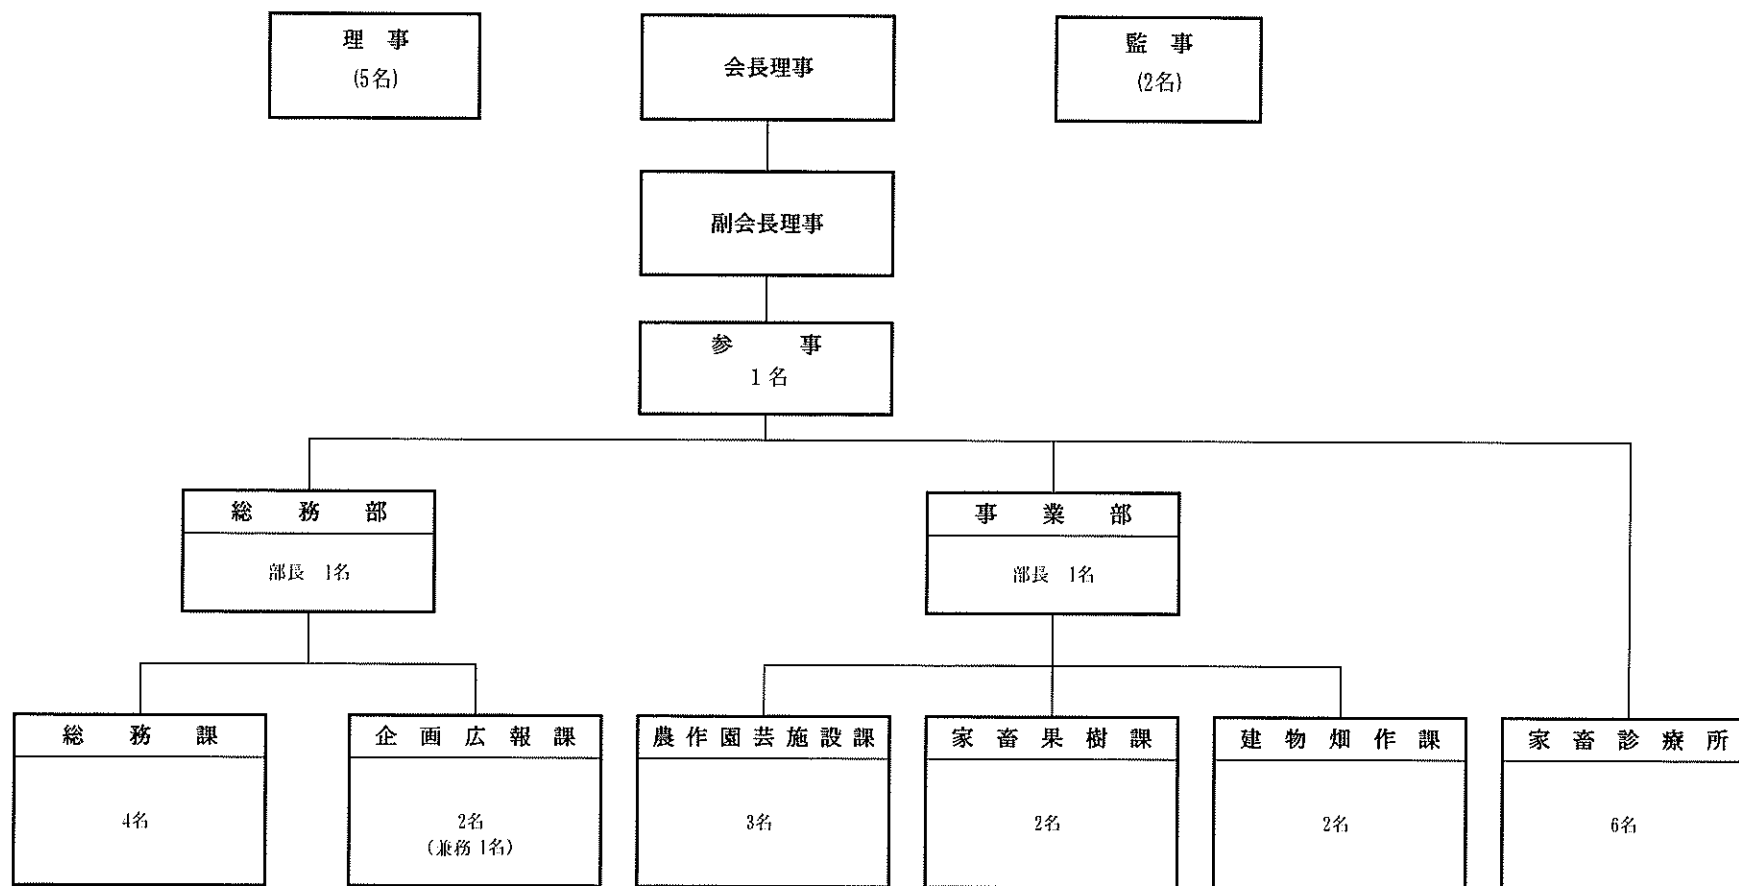 理事
(5名)
会長理事
監事
(2名)
副会長理事
参事
1名
総務部
部長 1名
事業部
部長 1名
総務課
4名
企画広報課
2名
(兼務 1名)
農作園芸施設課
3名
家畜果樹課
2名
建物畑作課
2名
家畜診療所
6名